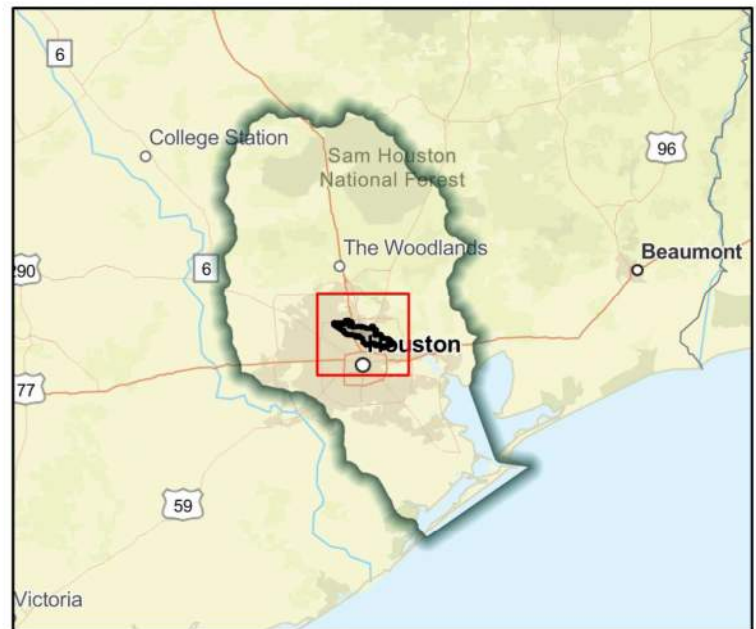 6
College Station
Sam Houston
National Forest
96
The Woodlands
290
6
Beaumont
Houston
77
59
Victoria